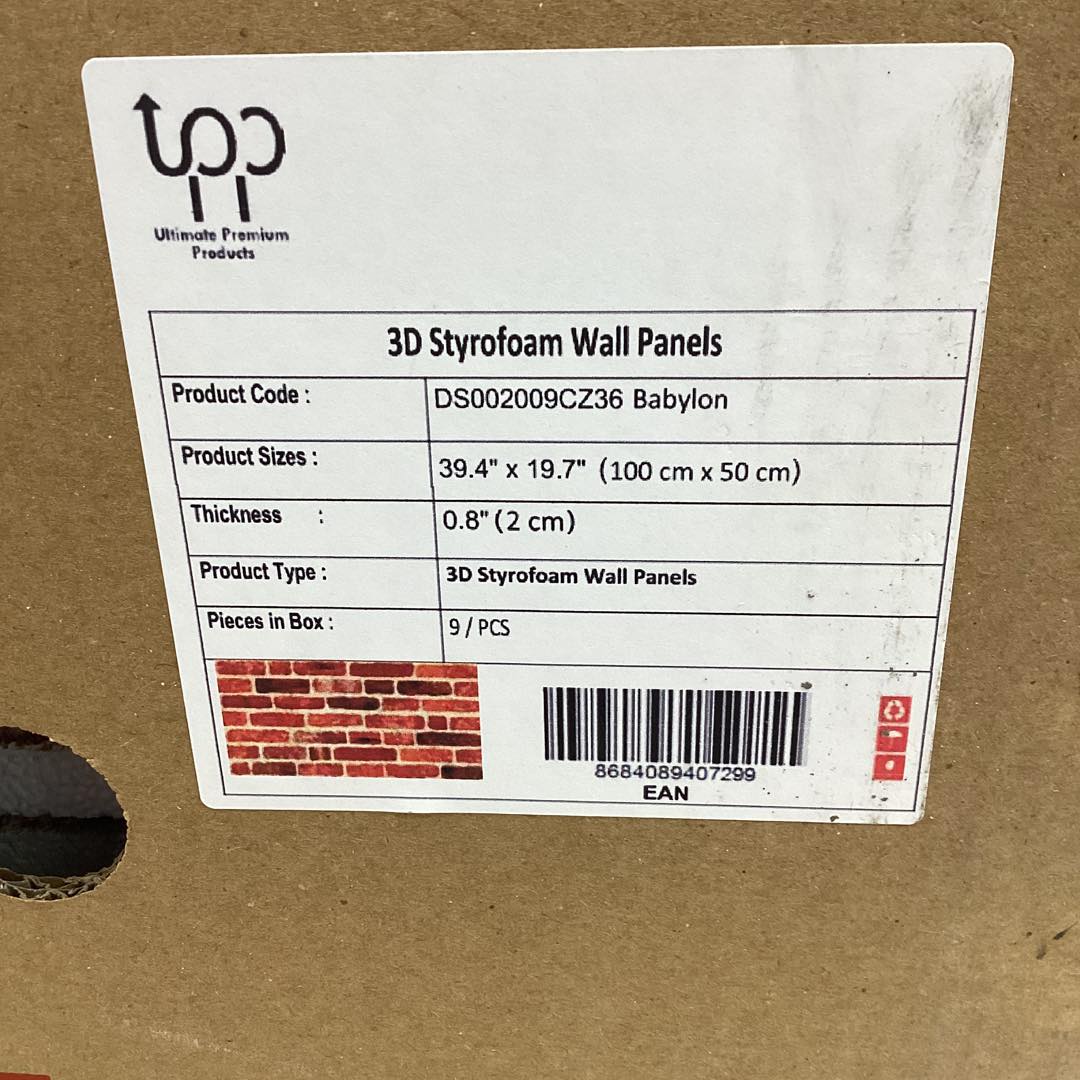 upp
Ultimate Premium
Products
3D Styrofoam Wall Panels
Product Code : DS002009CZ36 Babylon
Product Sizes : 39.4" x 19.7" (100 cm x 50 cm)
Thickness : 0.8" (2 cm)
Product Type : 3D Styrofoam Wall Panels
Pieces in Box : 9 / PCS
8684089407299
EAN